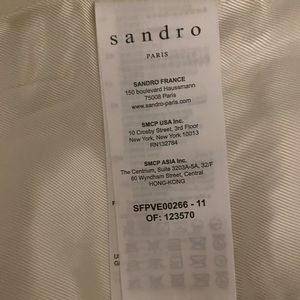 sandro
PARIS
SANDRO FRANCE
150 boulevard Haussmann
75008 Paris
www.sandro-paris.com
SMCP USA Inc.
10 Crosby Street, 3rd Floor
New York, New York 10013
RN132784
SMCP ASIA Inc.
The Centrium, Suite 3203A-5A, 32/F
60 Wyndham Street, Central
HONG-KONG
SFPVE00266 - 11
OF: 123570